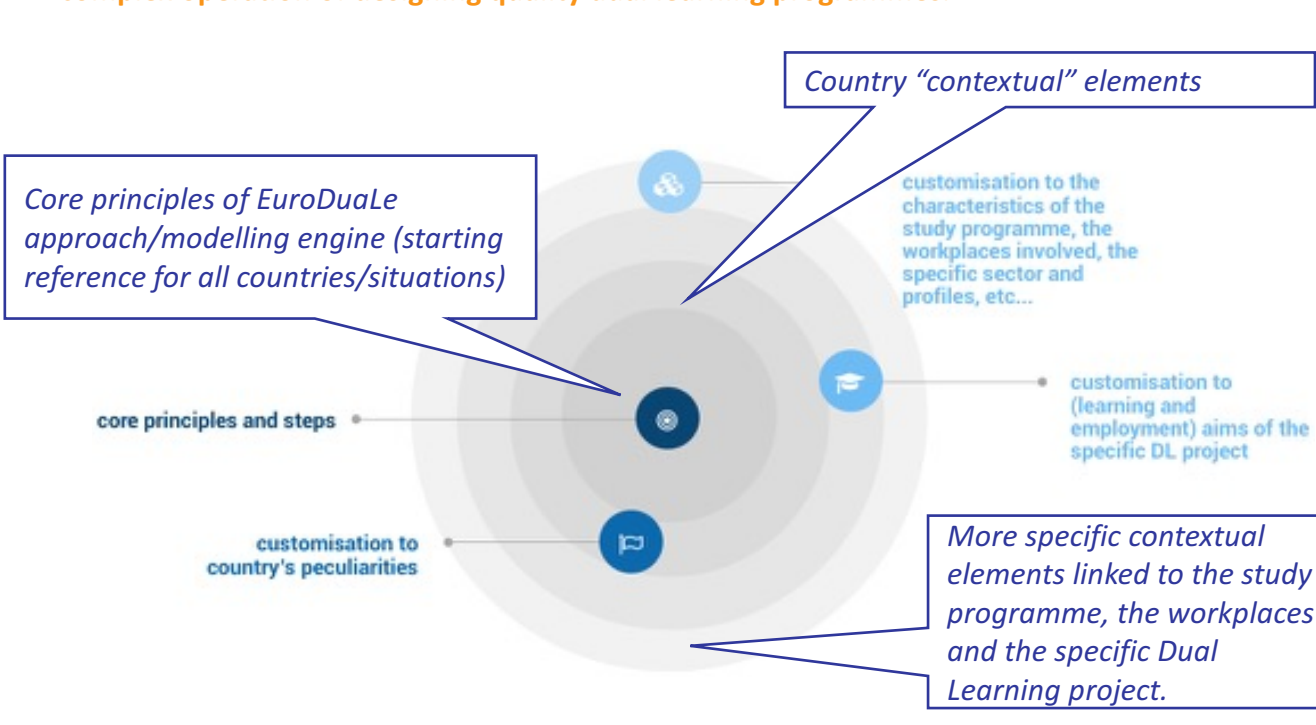 Country “contextual” elements
Core principles of EuroDuaLe
approach/modelling engine (starting
reference for all countries/situations)
customisation to the
characteristics of the
study programme, the
workplaces involved, the
specific sector and
profiles, etc...
customisation to
(learning and
employment) aims of the
specific DL project
core principles and steps
customisation to
country's peculiarities
More specific contextual
elements linked to the study
programme, the workplaces
and the specific Dual
Learning project.